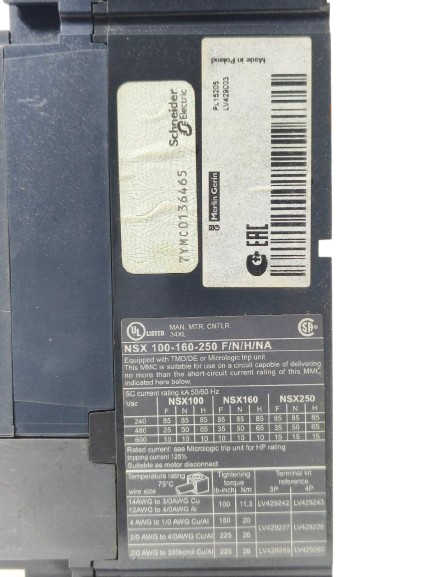 Schneider
Electric
7YMC0136465
Made in Poland
PL15205
LV429003
Merlin Gerin
EAC
UL
LISTED
MAN. MTR. CNTLR.
34XL
NSX 100-160-250 F/N/H/NA
Equipped with TMD/DE or Micrologic trip unit
This MMC is suitable for use on a circuit capable of delivering
no more than the short-circuit current rating of this MMC
indicated here below.
SC current rating kA 50/60 Hz
Vac NSX100 NSX160 NSX250
F N H F N H F N H
240 85 85 85 85 85 85 85 85 85
480 25 50 65 35 50 65 35 50 65
600 10 10 10 10 10 10 15 15 15
Rated current: see Micrologic trip unit for HP rating
tripping current 125%
Suitable as motor disconnect
Temperature rating 75°C wire size Tightening torque (lb-inch) Nm Terminal kit reference 3P 4P
14AWG to 3/0AWG Cu
12AWG to 4/0AWG Al
100 11,3 LV429242 LV429243
4 AWG to 1/0 AWG Cu/Al 180 20
LV429227 LV429228
2/0 AWG to 4/0AWG Cu/Al 225 26
2/0 AWG to 350kcmil Cu/Al 225 26 LV429259 LV429260